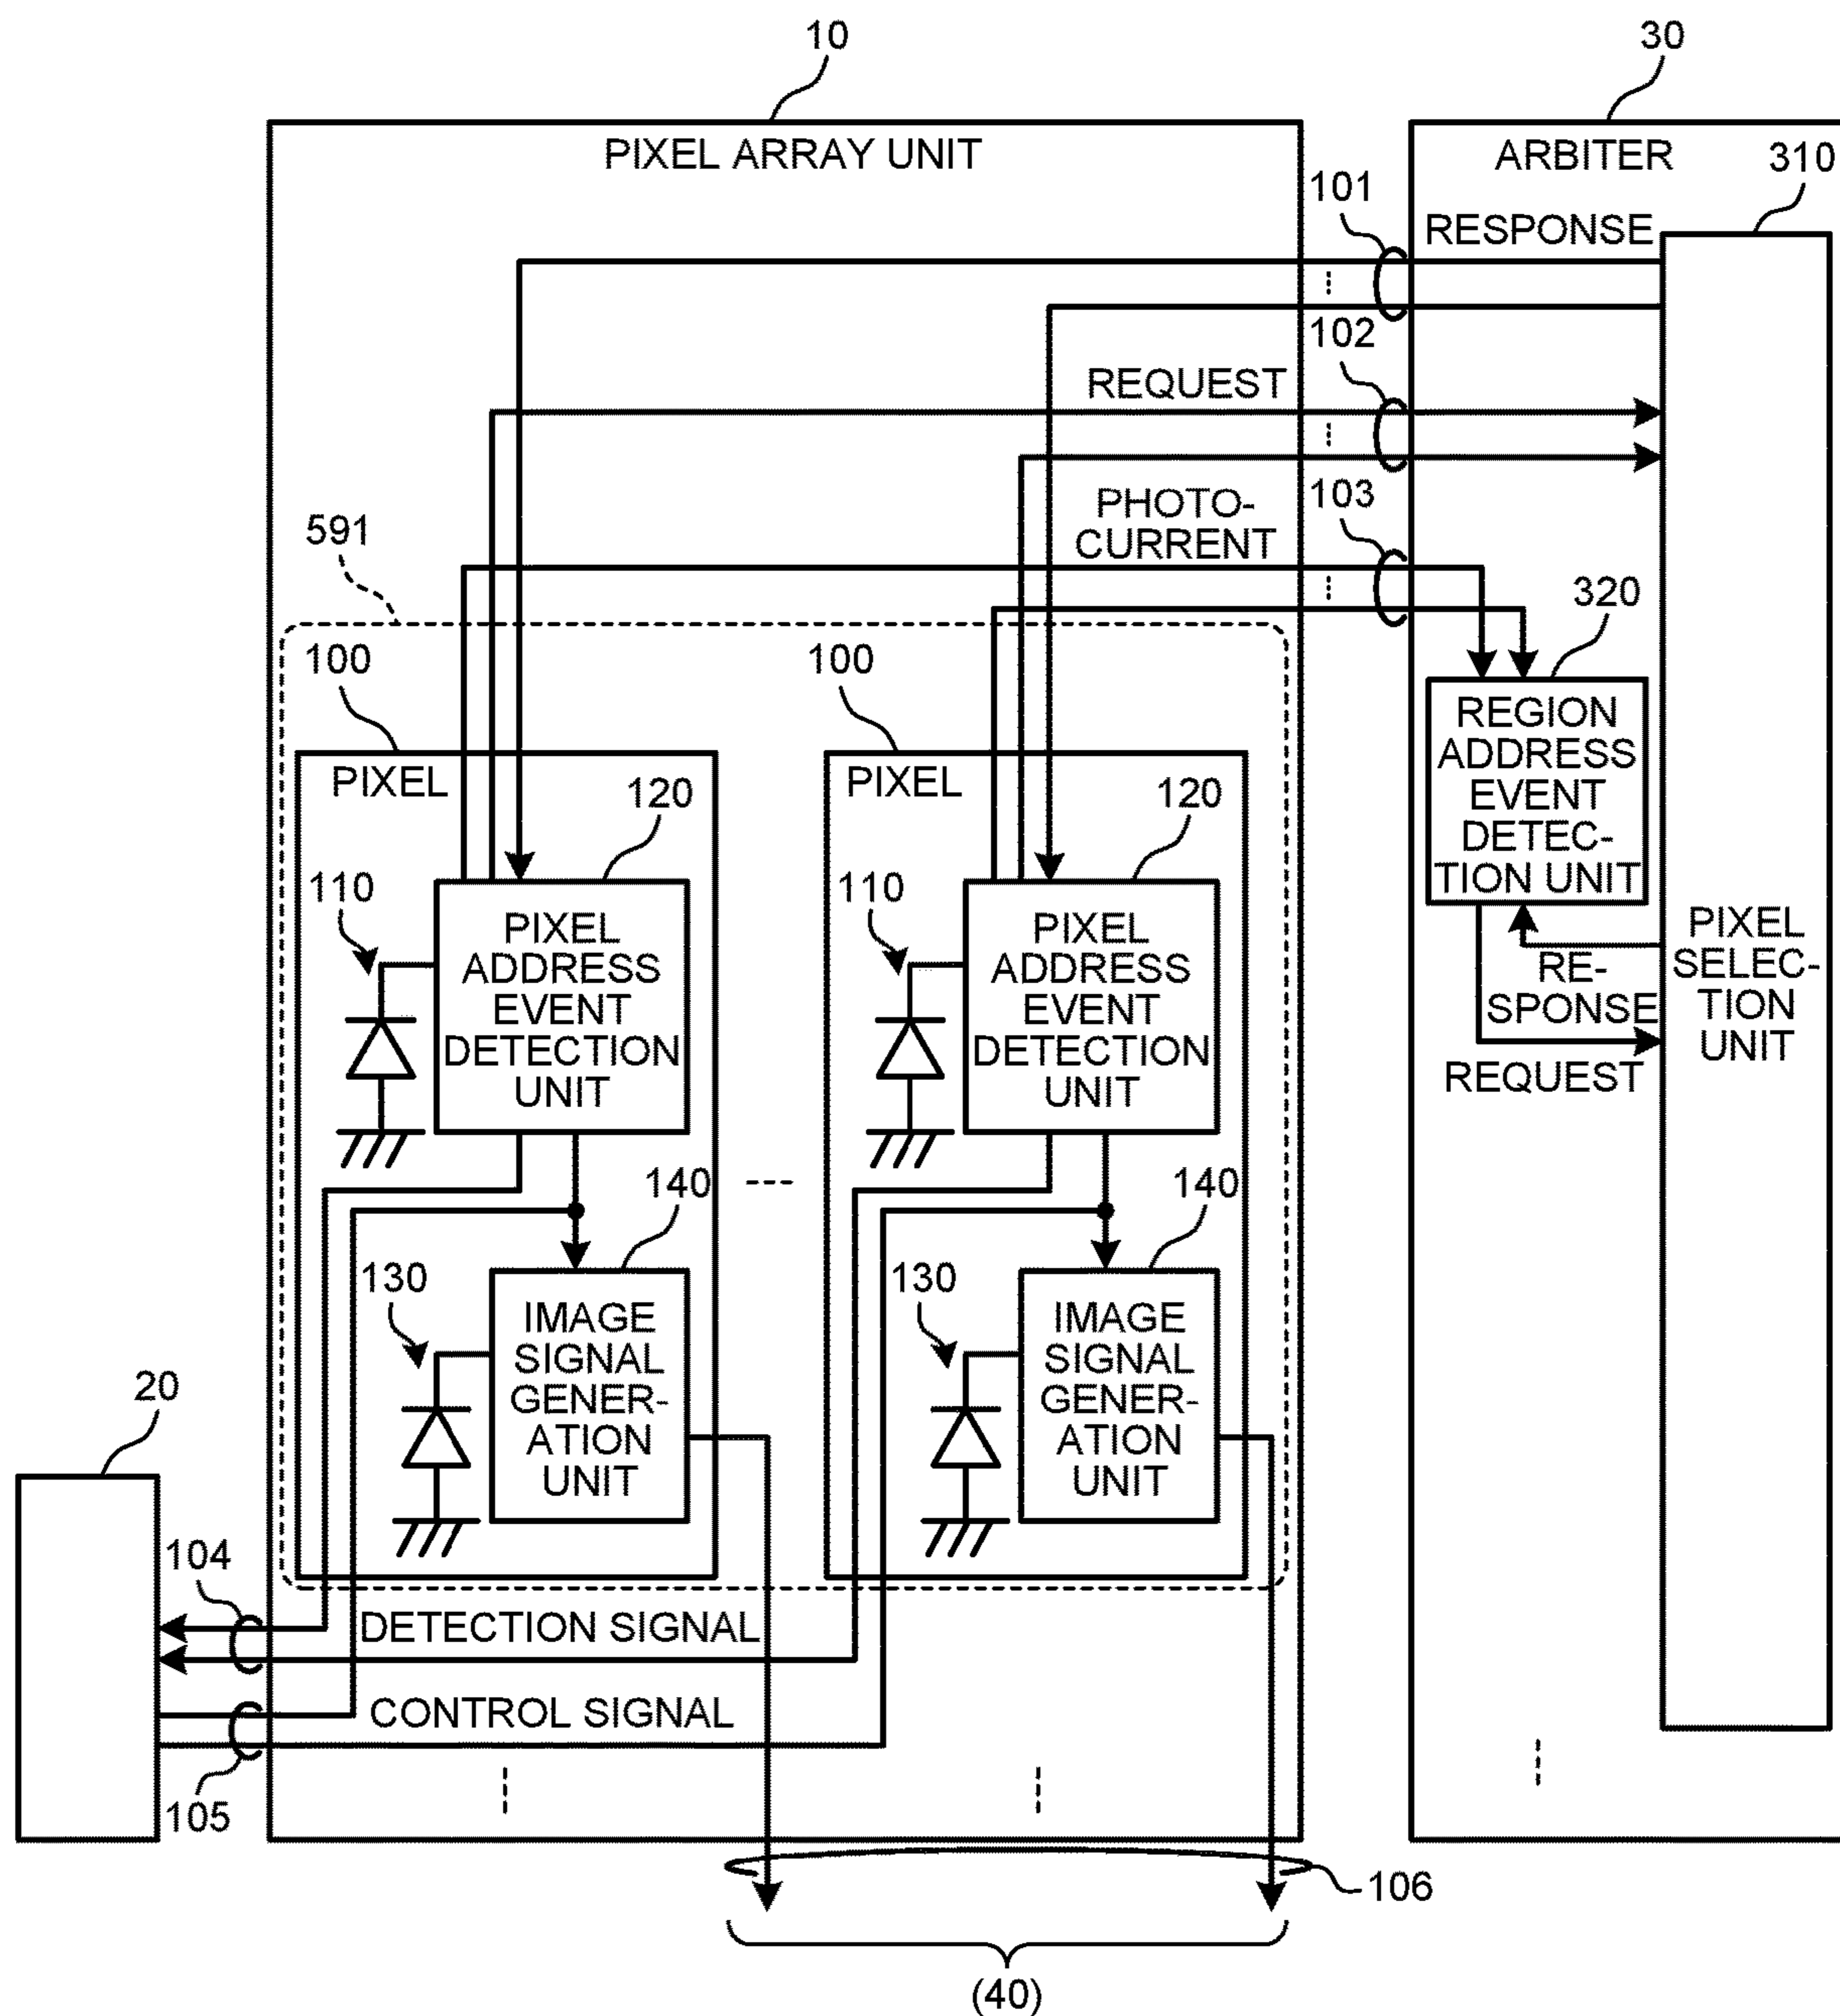 10
30
PIXEL ARRAY UNIT
ARBITER
310
101
RESPONSE
102
REQUEST
103
PHOTO-
CURRENT
591
320
100
100
REGION
ADDRESS
EVENT
DETEC-
TION UNIT
PIXEL
120
PIXEL
120
110
110
PIXEL
ADDRESS
EVENT
DETECTION
UNIT
PIXEL
ADDRESS
EVENT
DETECTION
UNIT
PIXEL
SELEC-
TION
UNIT
RE-
SPONSE
REQUEST
140
140
130
130
IMAGE
SIGNAL
GENER-
ATION
UNIT
IMAGE
SIGNAL
GENER-
ATION
UNIT
20
104
DETECTION SIGNAL
CONTROL SIGNAL
105
106
(40)